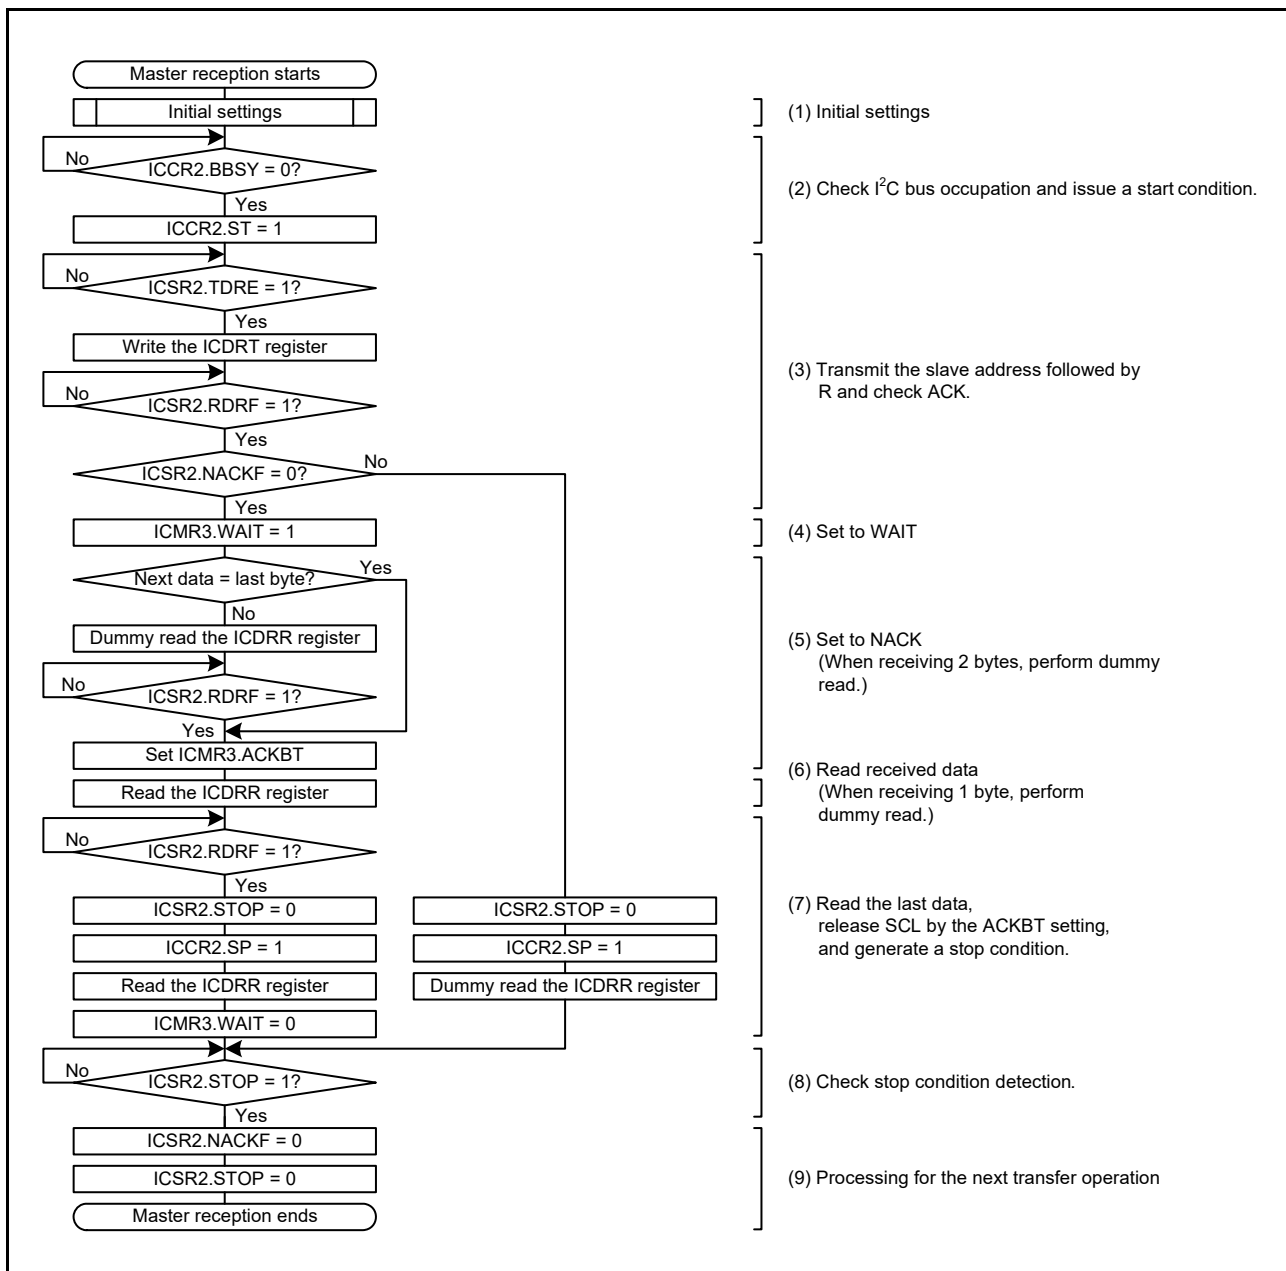 Master reception starts
Initial settings
No
ICCR2.BBSY = 0?
Yes
ICCR2.ST = 1
No
ICSR2.TDRE = 1?
Yes
Write the ICDRT register
No
ICSR2.RDRF = 1?
Yes
ICSR2.NACKF = 0?
No
Yes
ICMR3.WAIT = 1
Next data = last byte?
Yes
No
Dummy read the ICDRR register
No
ICSR2.RDRF = 1?
Yes
Set ICMR3.ACKBT
Read the ICDRR register
No
ICSR2.RDRF = 1?
Yes
ICSR2.STOP = 0
ICCR2.SP = 1
Read the ICDRR register
ICMR3.WAIT = 0
ICSR2.STOP = 0
ICCR2.SP = 1
Dummy read the ICDRR register
No
ICSR2.STOP = 1?
Yes
ICSR2.NACKF = 0
ICSR2.STOP = 0
Master reception ends
(1) Initial settings
(2) Check I²C bus occupation and issue a start condition.
(3) Transmit the slave address followed by
R and check ACK.
(4) Set to WAIT
(5) Set to NACK
(When receiving 2 bytes, perform dummy
read.)
(6) Read received data
(When receiving 1 byte, perform
dummy read.)
(7) Read the last data,
release SCL by the ACKBT setting,
and generate a stop condition.
(8) Check stop condition detection.
(9) Processing for the next transfer operation